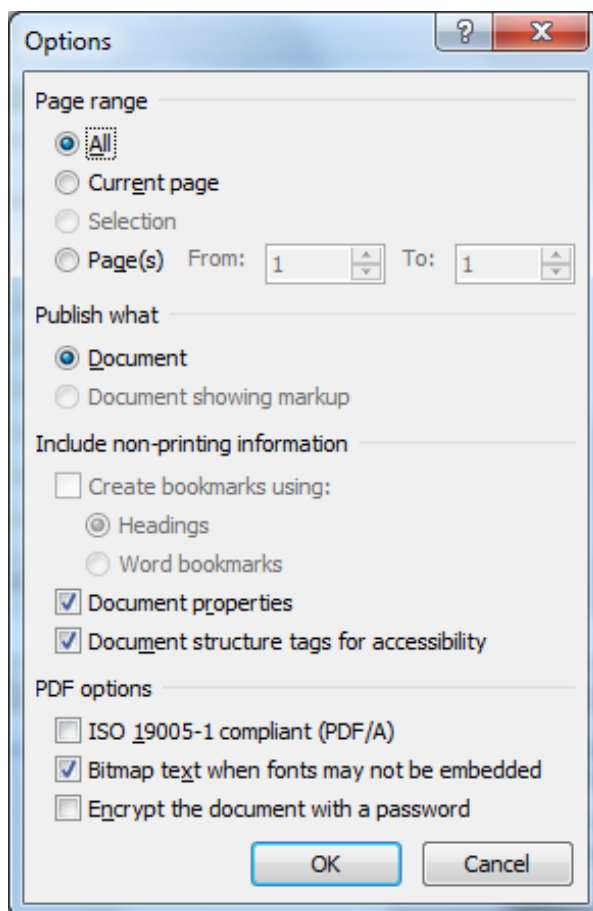 Options
Page range
All
Current page
Selection
Page(s) From: 1 To: 1
Publish what
Document
Document showing markup
Include non-printing information
Create bookmarks using:
Headings
Word bookmarks
Document properties
Document structure tags for accessibility
PDF options
ISO 19005-1 compliant (PDF/A)
Bitmap text when fonts may not be embedded
Encrypt the document with a password
OK Cancel